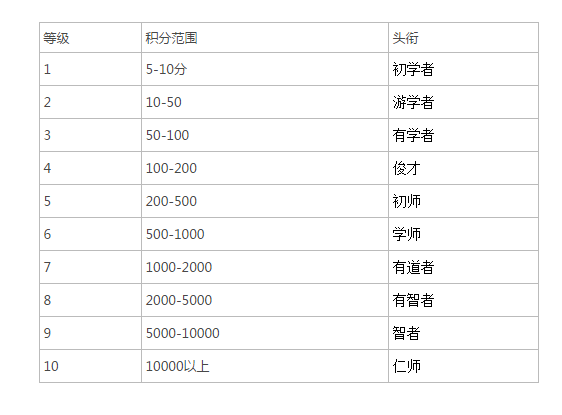 等级 积分范围 头衔
1 5-10分 初学者
2 10-50 游学者
3 50-100 有学者
4 100-200 俊才
5 200-500 初师
6 500-1000 学师
7 1000-2000 有道者
8 2000-5000 有智者
9 5000-10000 智者
10 10000以上 仁师